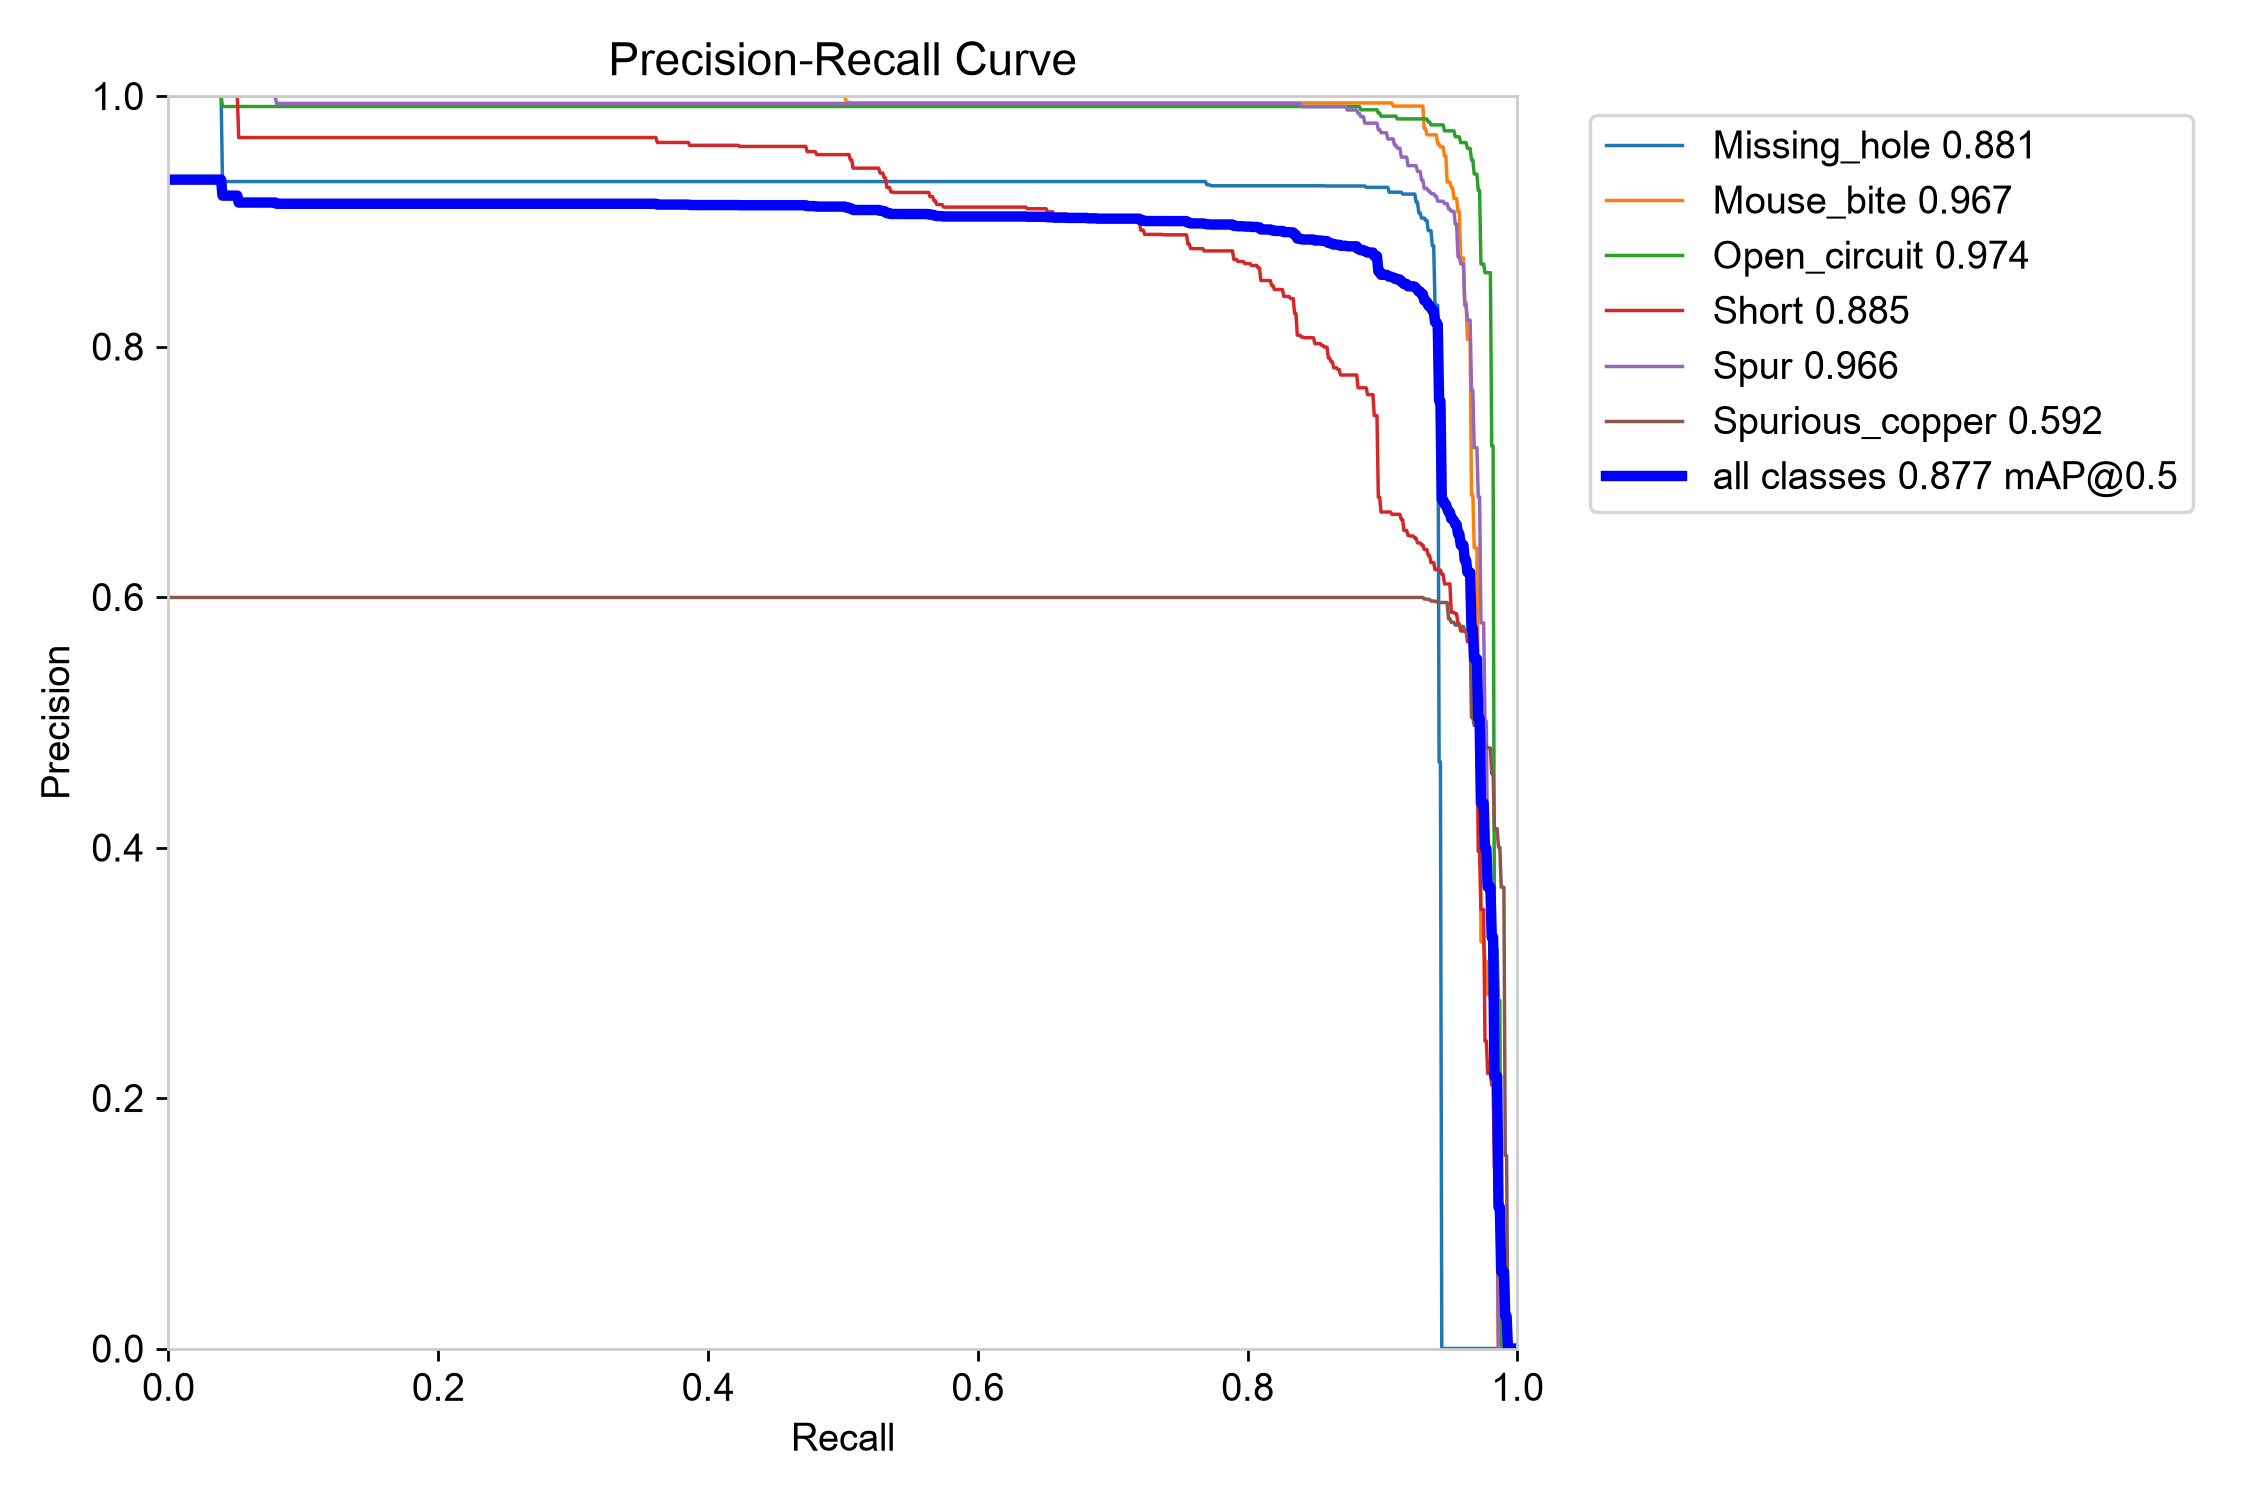 Precision-Recall Curve
1.0
0.8
0.6
0.4
0.2
0.0
Precision
0.0 0.2 0.4 0.6 0.8 1.0
Recall
Missing_hole 0.881
Mouse_bite 0.967
Open_circuit 0.974
Short 0.885
Spur 0.966
Spurious_copper 0.592
all classes 0.877 mAP@0.5